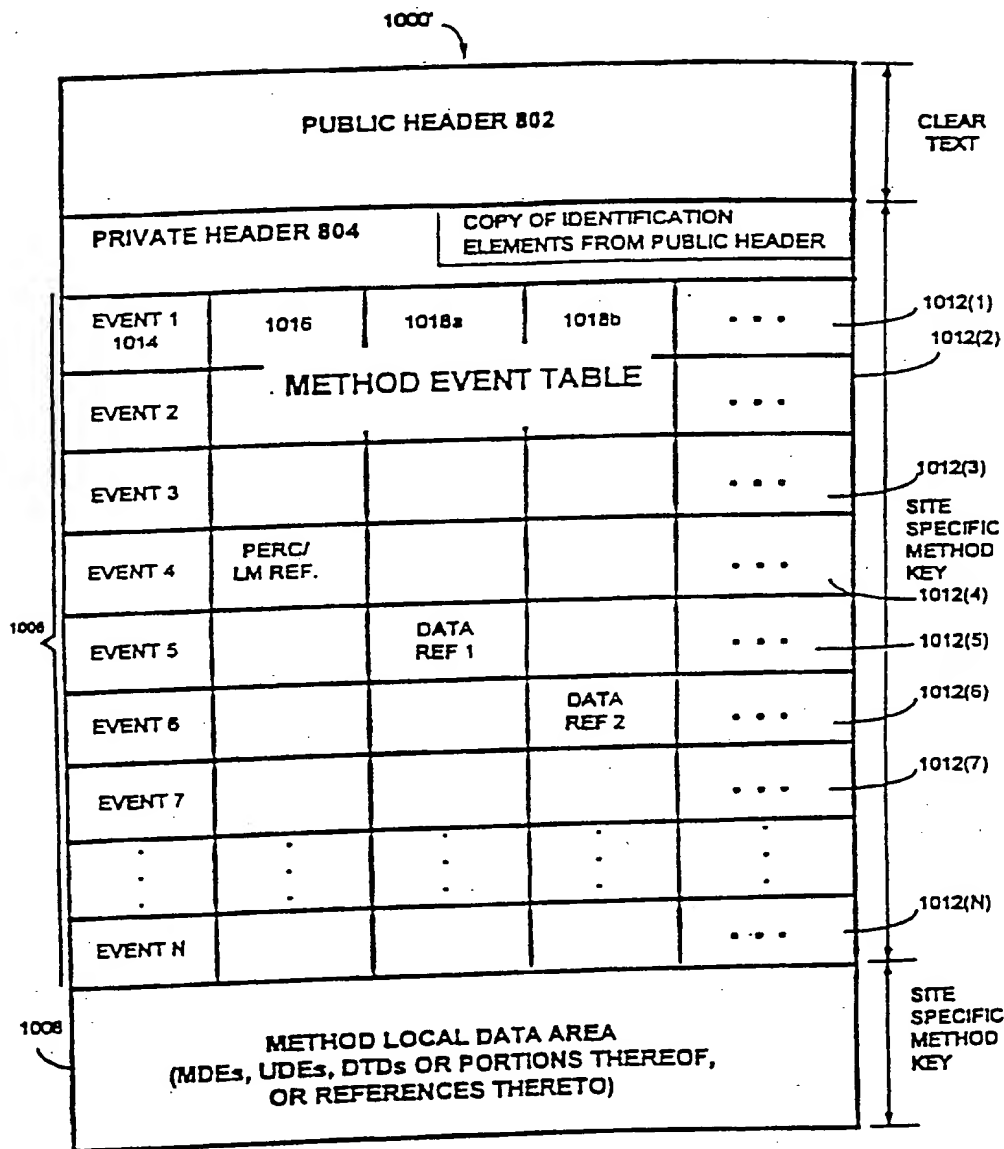 1000'
PUBLIC HEADER 802
CLEAR
TEXT
PRIVATE HEADER 804
COPY OF IDENTIFICATION
ELEMENTS FROM PUBLIC HEADER
EVENT 1
1014
1016
1018a
1018b
• • •
1012(1)
1012(2)
METHOD EVENT TABLE
EVENT 2
• • •
EVENT 3
• • •
1012(3)
SITE
SPECIFIC
METHOD
KEY
EVENT 4
PERC/
LM REF.
• • •
1012(4)
1006
EVENT 5
DATA
REF 1
• • •
1012(5)
EVENT 6
DATA
REF 2
• • •
1012(6)
EVENT 7
• • •
1012(7)
EVENT N
• • •
1012(N)
1008
METHOD LOCAL DATA AREA
(MDEs, UDEs, DTDs OR PORTIONS THEREOF,
OR REFERENCES THERETO)
SITE
SPECIFIC
METHOD
KEY